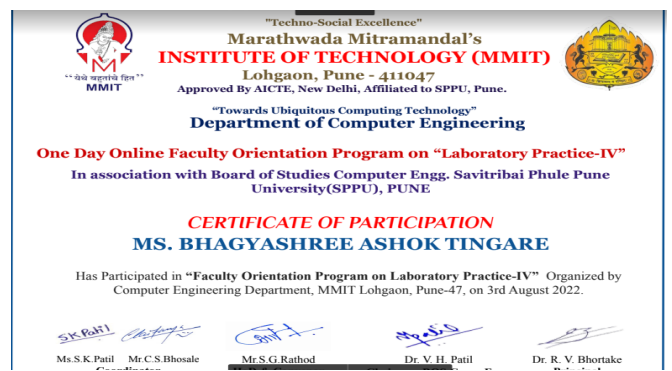 "Techno-Social Excellence"
Marathwada Mitramandal's
INSTITUTE OF TECHNOLOGY (MMIT)
Lohgaon, Pune - 411047
Approved By AICTE, New Delhi, Affiliated to SPPU, Pune.
‘‘येथे बहुतांचे हित’’
MMIT
"Towards Ubiquitous Computing Technology"
Department of Computer Engineering
One Day Online Faculty Orientation Program on "Laboratory Practice-IV"
In association with Board of Studies Computer Engg. Savitribai Phule Pune
University(SPPU), PUNE
CERTIFICATE OF PARTICIPATION
MS. BHAGYASHREE ASHOK TINGARE
Has Participated in "Faculty Orientation Program on Laboratory Practice-IV" Organized by
Computer Engineering Department, MMIT Lohgaon, Pune-47, on 3rd August 2022.
SKPatil
Ms.S.K.Patil Mr.C.S.Bhosale Mr.S.G.Rathod Dr. V. H. Patil Dr. R. V. Bhortake